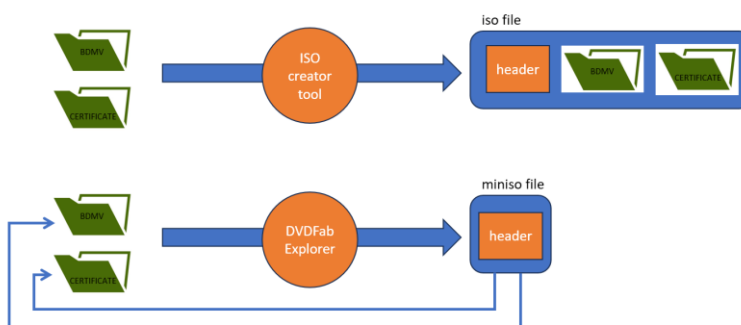 iso file
BDMV
CERTIFICATE
ISO
creator
tool
header
BDMV
CERTIFICATE
miniso file
BDMV
CERTIFICATE
DVDFab
Explorer
header